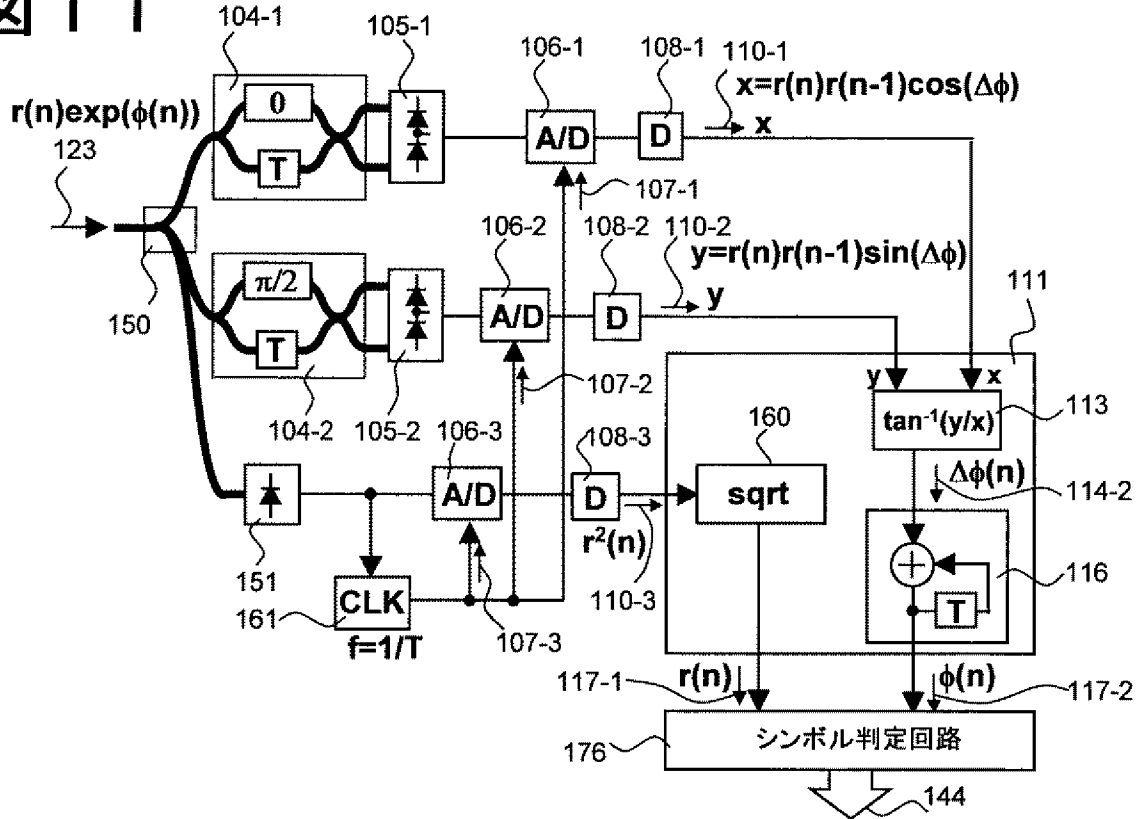 図11
104-1
105-1
106-1
108-1
110-1
x=r(n)r(n-1)cos(Δϕ)
r(n)exp(ϕ(n))
0
T
A/D
D
x
123
107-1
106-2
108-2
110-2
y=r(n)r(n-1)sin(Δϕ)
π/2
T
A/D
D
y
111
150
107-2
y
x
104-2
105-2
106-3
108-3
160
tan⁻¹(y/x)
113
A/D
D
sqrt
Δϕ(n)
114-2
r²(n)
151
110-3
+
T
116
161
CLK
f=1/T
107-3
117-1
r(n)
ϕ(n)
117-2
シンボル判定回路
176
144